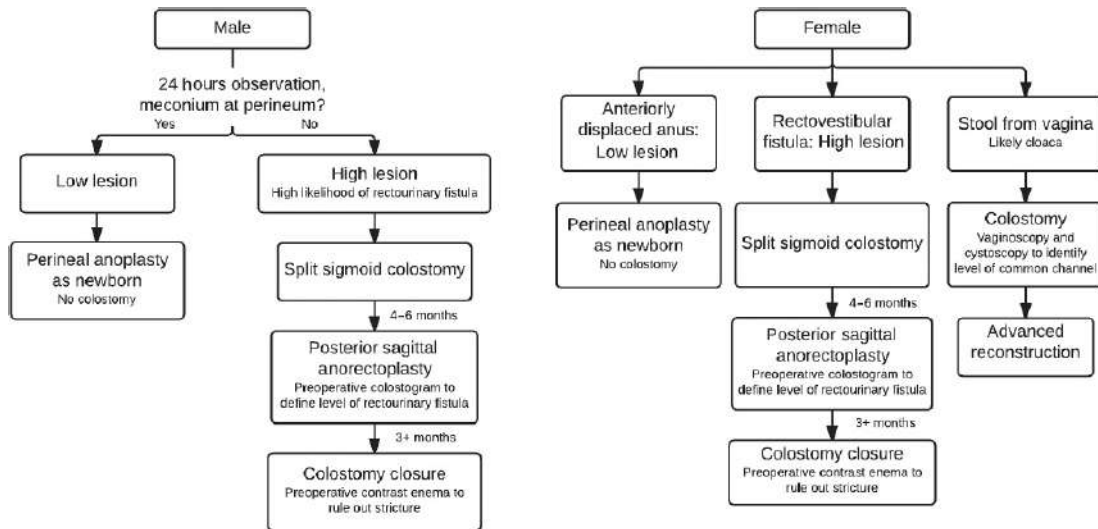 Male
24 hours observation,
meconium at perineum?
Yes
No
Low lesion
High lesion
High likelihood of rectourinary fistula
Perineal anoplasty
as newborn
No colostomy
Split sigmoid colostomy
4–6 months
Posterior sagittal
anorectoplasty
Preoperative colostogram to
define level of rectourinary fistula
3+ months
Colostomy closure
Preoperative contrast enema to
rule out stricture
Female
Anteriorly
displaced anus:
Low lesion
Rectovestibular
fistula: High lesion
Stool from vagina
Likely cloaca
Perineal anoplasty
as newborn
No colostomy
Split sigmoid colostomy
Colostomy
Vaginoscopy and
cystoscopy to identify
level of common channel
4–6 months
Posterior sagittal
anorectoplasty
Preoperative colostogram to
define level of rectourinary fistula
Advanced
reconstruction
3+ months
Colostomy closure
Preoperative contrast enema to
rule out stricture